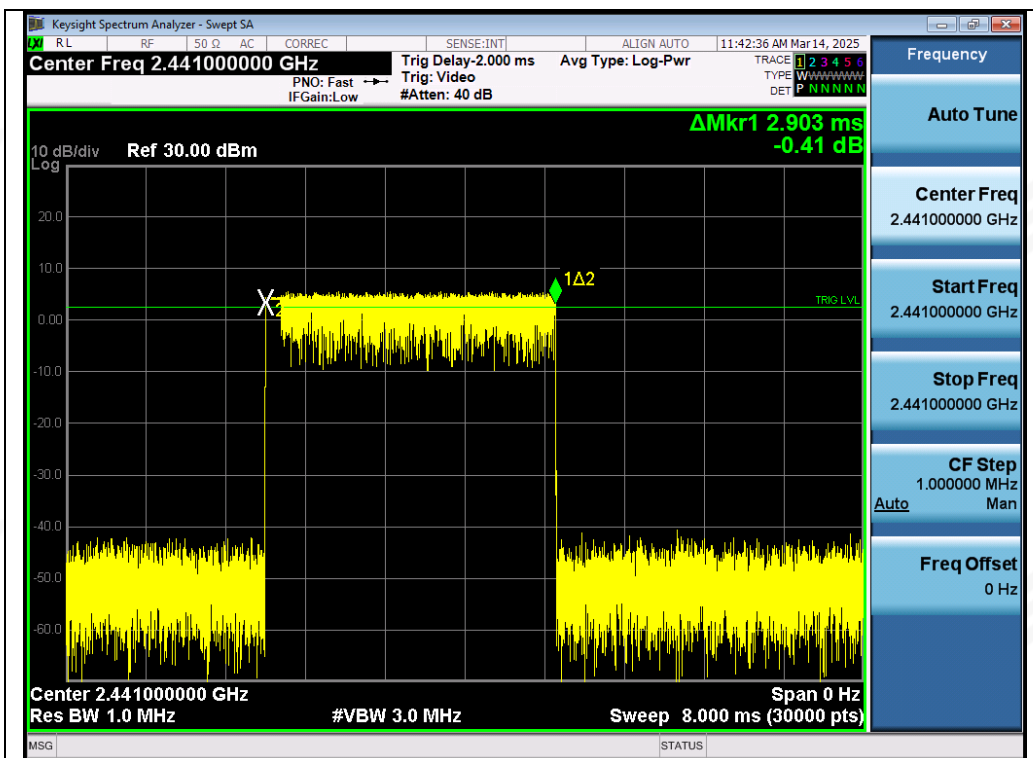 Keysight Spectrum Analyzer - Swept SA
LXI RL RF 50 Ω AC CORREC SENSE:INT ALIGN AUTO 11:42:36 AM Mar 14, 2025
Center Freq 2.441000000 GHz
PNO: Fast
IFGain:Low
Trig Delay-2.000 ms
Trig: Video
#Atten: 40 dB
Avg Type: Log-Pwr
TRACE 1 2 3 4 5 6
TYPE W
DET P N N N N N
ΔMkr1 2.903 ms
-0.41 dB
10 dB/div Ref 30.00 dBm
Log
20.0
10.0
0.00
-10.0
-20.0
-30.0
-40.0
-50.0
-60.0
1Δ2
2
TRIG LVL
Center 2.441000000 GHz Span 0 Hz
Res BW 1.0 MHz #VBW 3.0 MHz Sweep 8.000 ms (30000 pts)
MSG STATUS
Frequency
Auto Tune
Center Freq
2.441000000 GHz
Start Freq
2.441000000 GHz
Stop Freq
2.441000000 GHz
CF Step
1.000000 MHz
Auto Man
Freq Offset
0 Hz